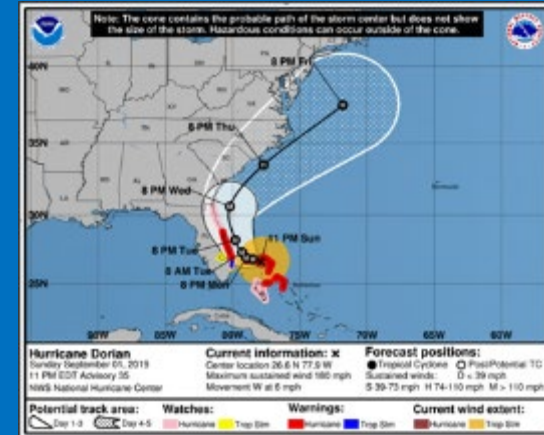 Note: The cone contains the probable path of the storm center but does not show
the size of the storm. Hazardous conditions can occur outside of the cone.
8 PM Fri
40N
8 PM Thu
35N
8 PM Wed
30N
11 PM Sun
8 PM Tue
8 AM Tue
8 PM Mon
25N
90W 85W 80W 75W 70W 65W 60W
Hurricane Dorian
Sunday September 01, 2019
11 PM EDT Advisory 35
NWS National Hurricane Center
Current information: x
Center location 26.6 N 77.9 W
Maximum sustained wind 180 mph
Movement W at 6 mph
Forecast positions:
Tropical Cyclone Post/Potential TC
Sustained winds: D < 39 mph
S 39-73 mph H 74-110 mph M > 110 mph
Potential track area:
Day 1-3 Day 4-5
Watches:
Hurricane Trop Stm
Warnings:
Hurricane Trop Stm
Current wind extent:
Hurricane Trop Stm